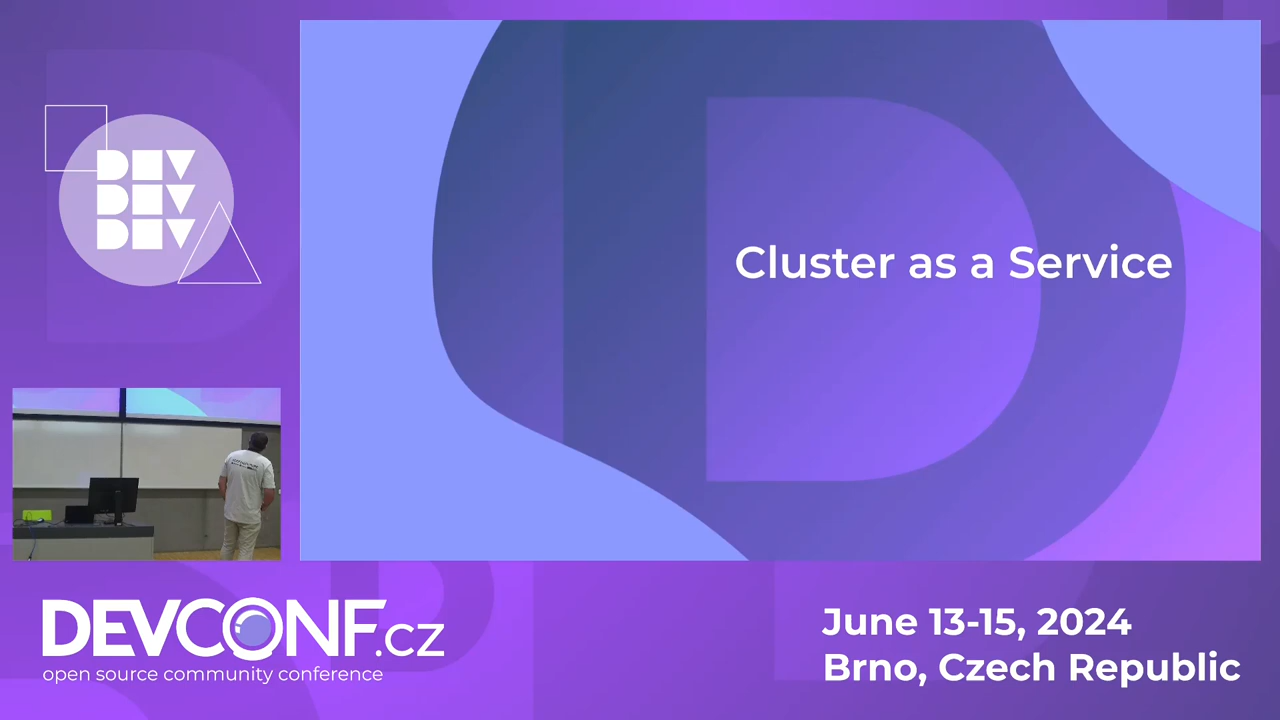 DEV
DEV
DEV
Cluster as a Service
DEVCONF.cz
open source community conference
June 13-15, 2024
Brno, Czech Republic